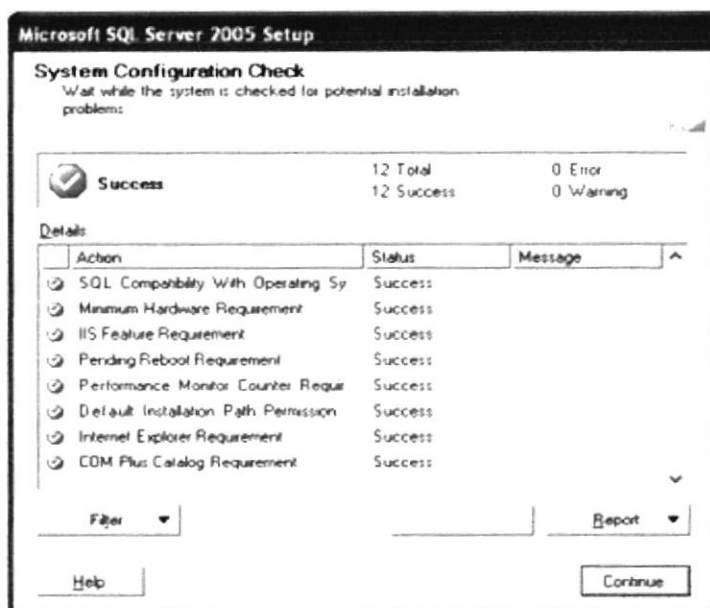 Microsoft SQL Server 2005 Setup
System Configuration Check
Wait while the system is checked for potential installation
problems
Success
12 Total
0 Error
12 Success
0 Warning
Details
Action Status Message
SQL Compatibility With Operating Sy Success
Minimum Hardware Requirement Success
IIS Feature Requirement Success
Pending Reboot Requirement Success
Performance Monitor Counter Requir Success
Default Installation Path Permission Success
Internet Explorer Requirement Success
COM Plus Catalog Requirement Success
Filter
Report
Help
Continue